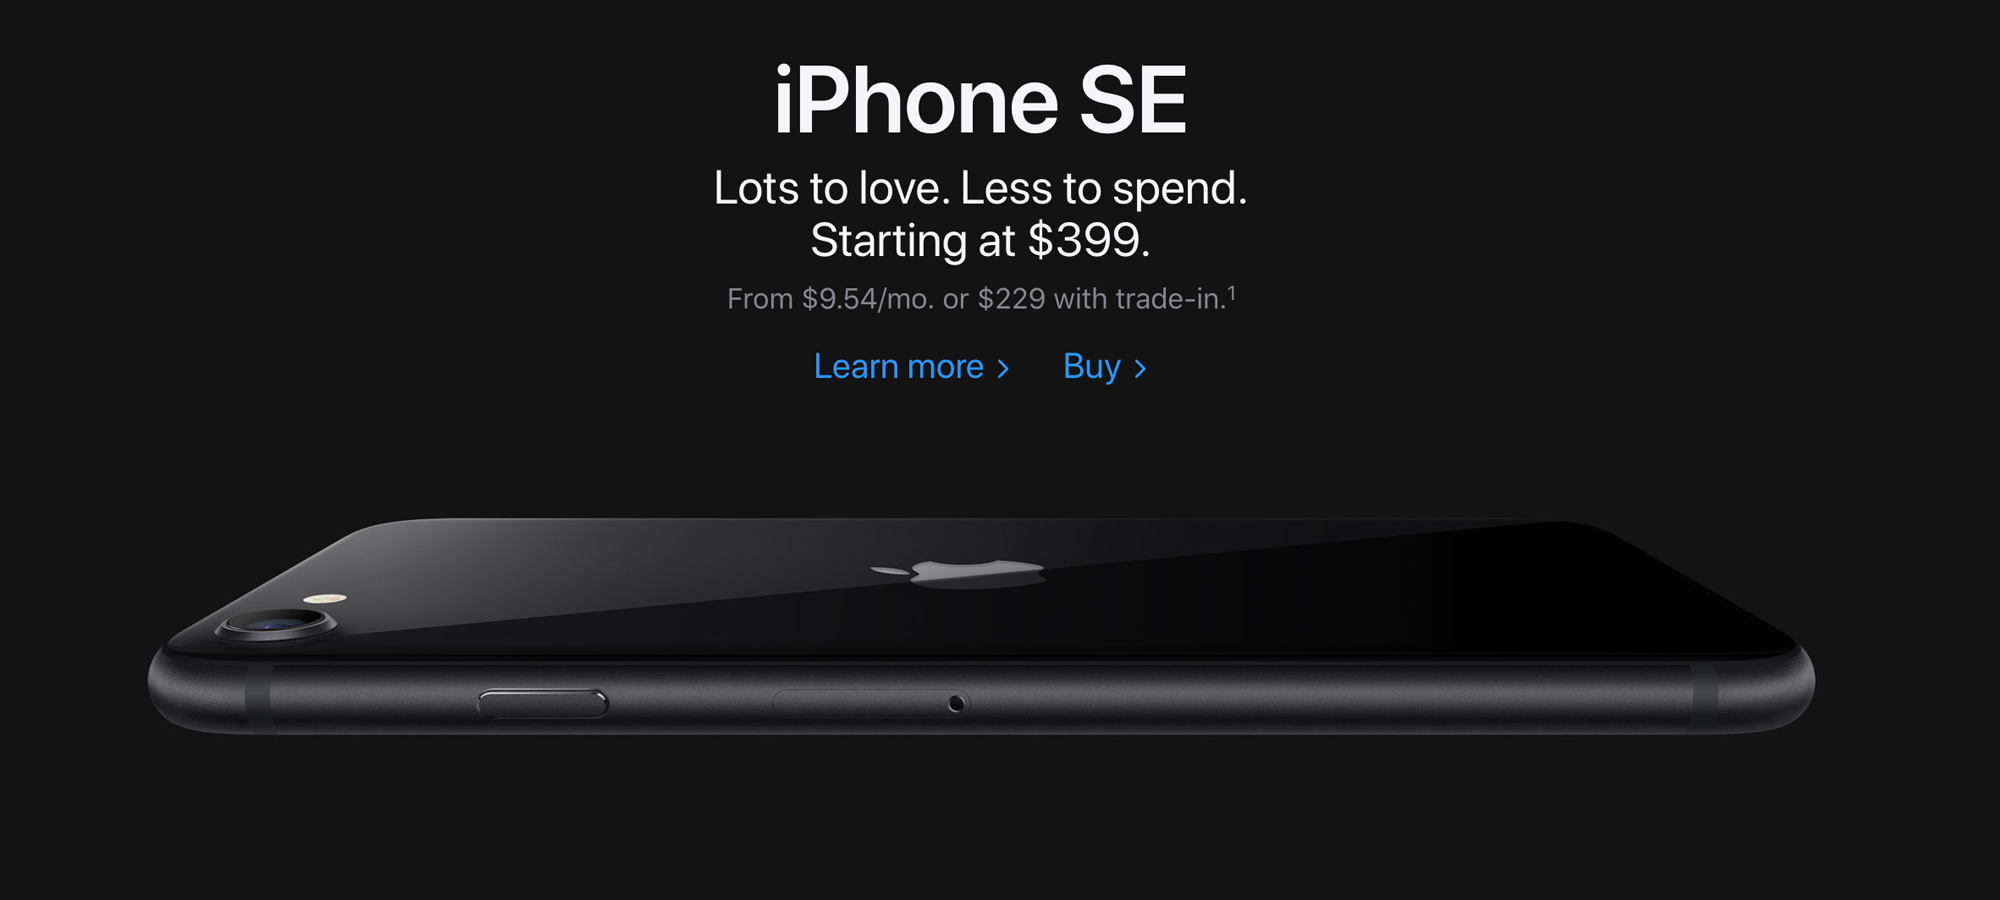 iPhone SE
Lots to love. Less to spend.
Starting at $399.
From $9.54/mo. or $229 with trade-in.¹
Learn more >
Buy >